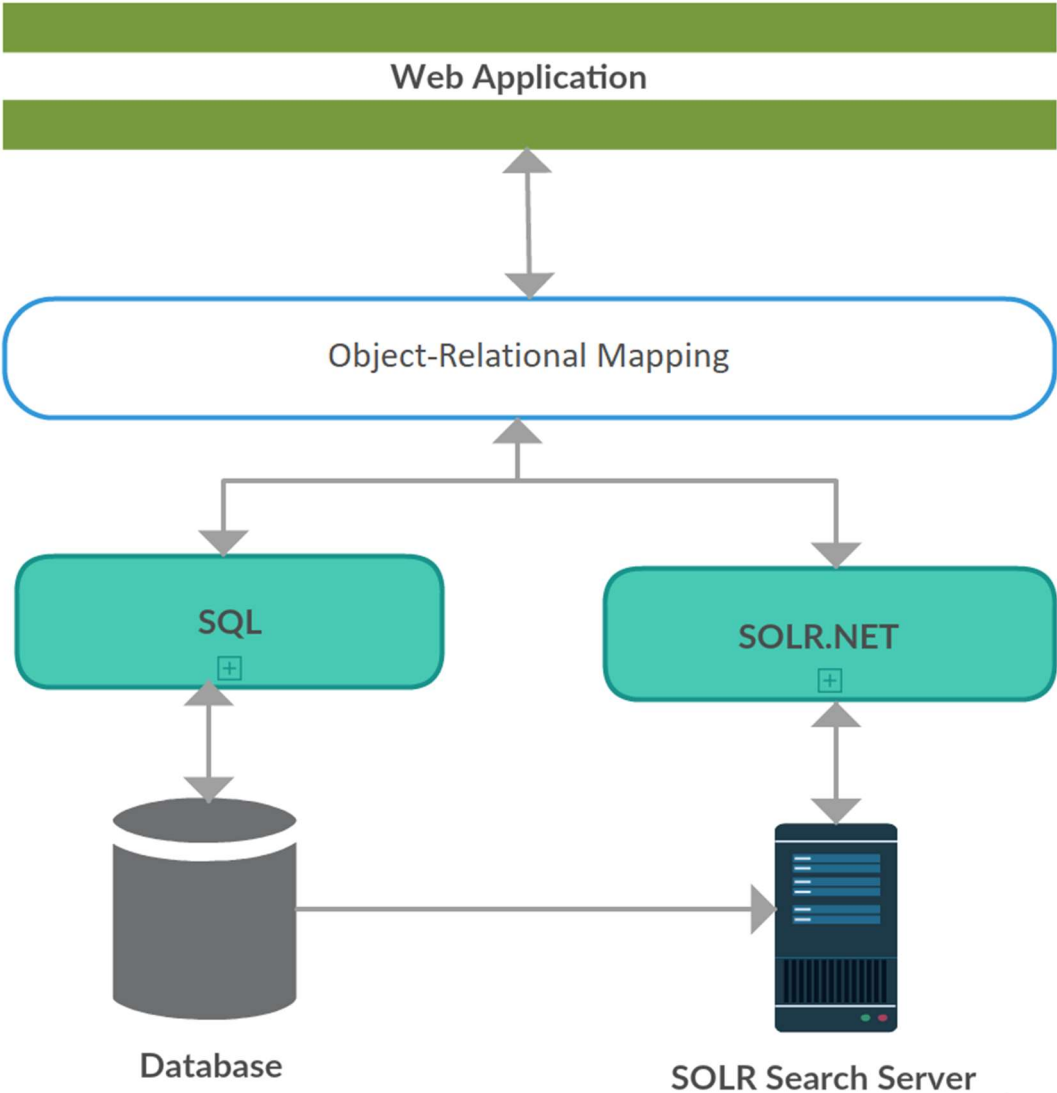 Web Application
Object-Relational Mapping
SQL
SOLR.NET
Database
SOLR Search Server